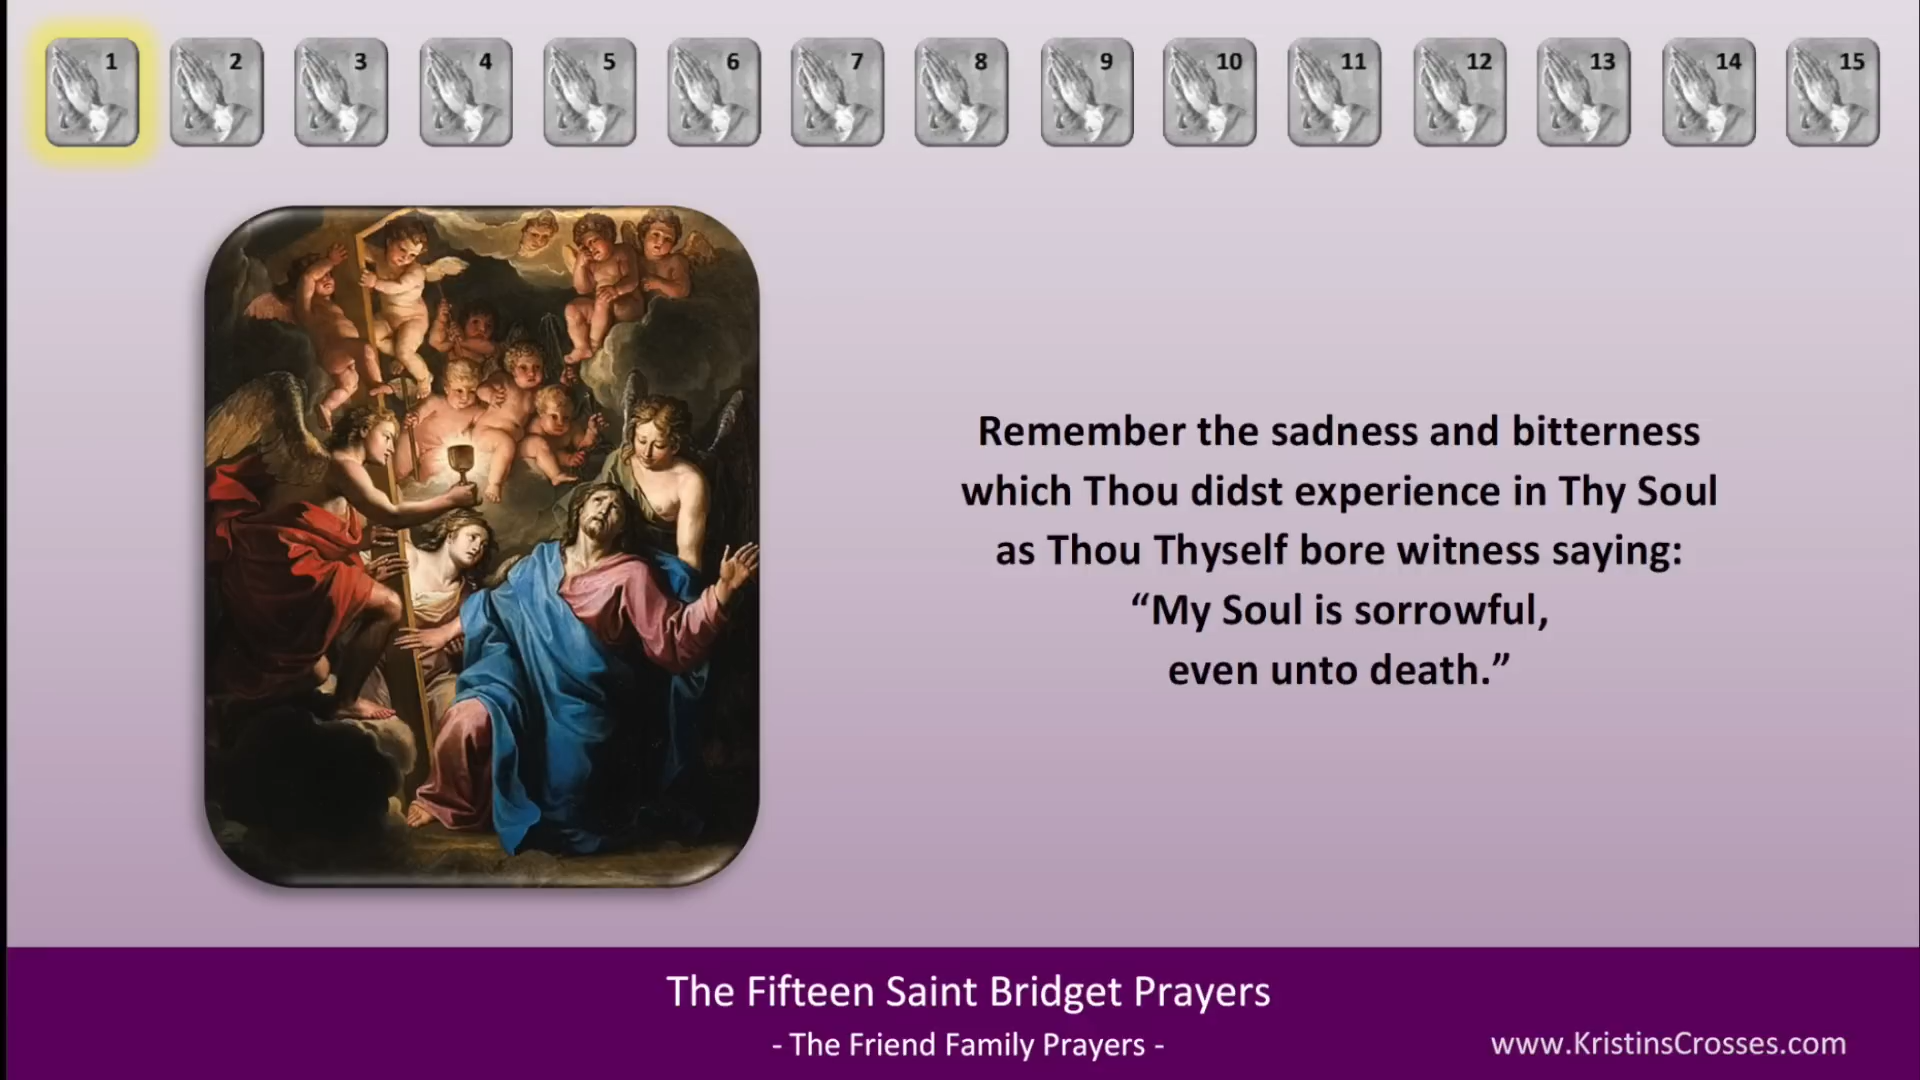 1 2 3 4 5 6 7 8 9 10 11 12 13 14 15
Remember the sadness and bitterness
which Thou didst experience in Thy Soul
as Thou Thyself bore witness saying:
“My Soul is sorrowful,
even unto death.”
The Fifteen Saint Bridget Prayers
- The Friend Family Prayers -
www.KristinsCrosses.com